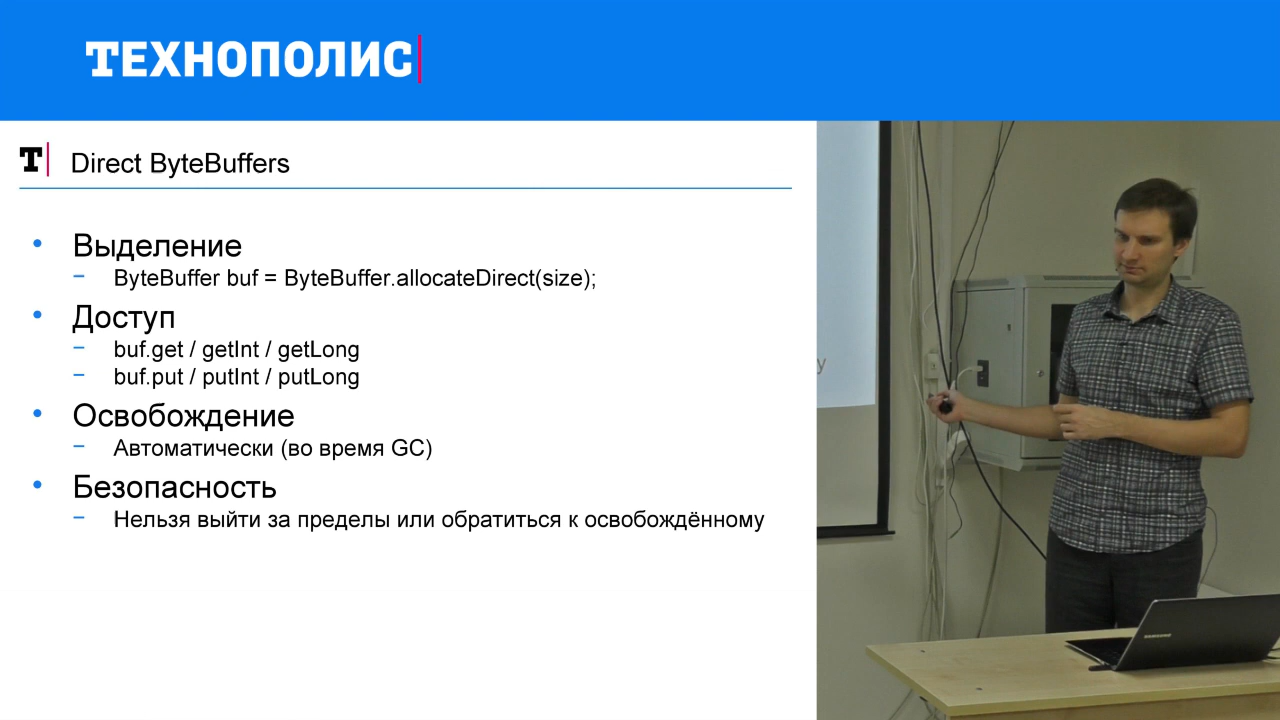 ТЕХНОПОЛИС
Т
Direct ByteBuffers
• Выделение
− ByteBuffer buf = ByteBuffer.allocateDirect(size);
• Доступ
− buf.get / getInt / getLong
− buf.put / putInt / putLong
• Освобождение
− Автоматически (во время GC)
• Безопасность
− Нельзя выйти за пределы или обратиться к освобождённому
у
SAMSUNG